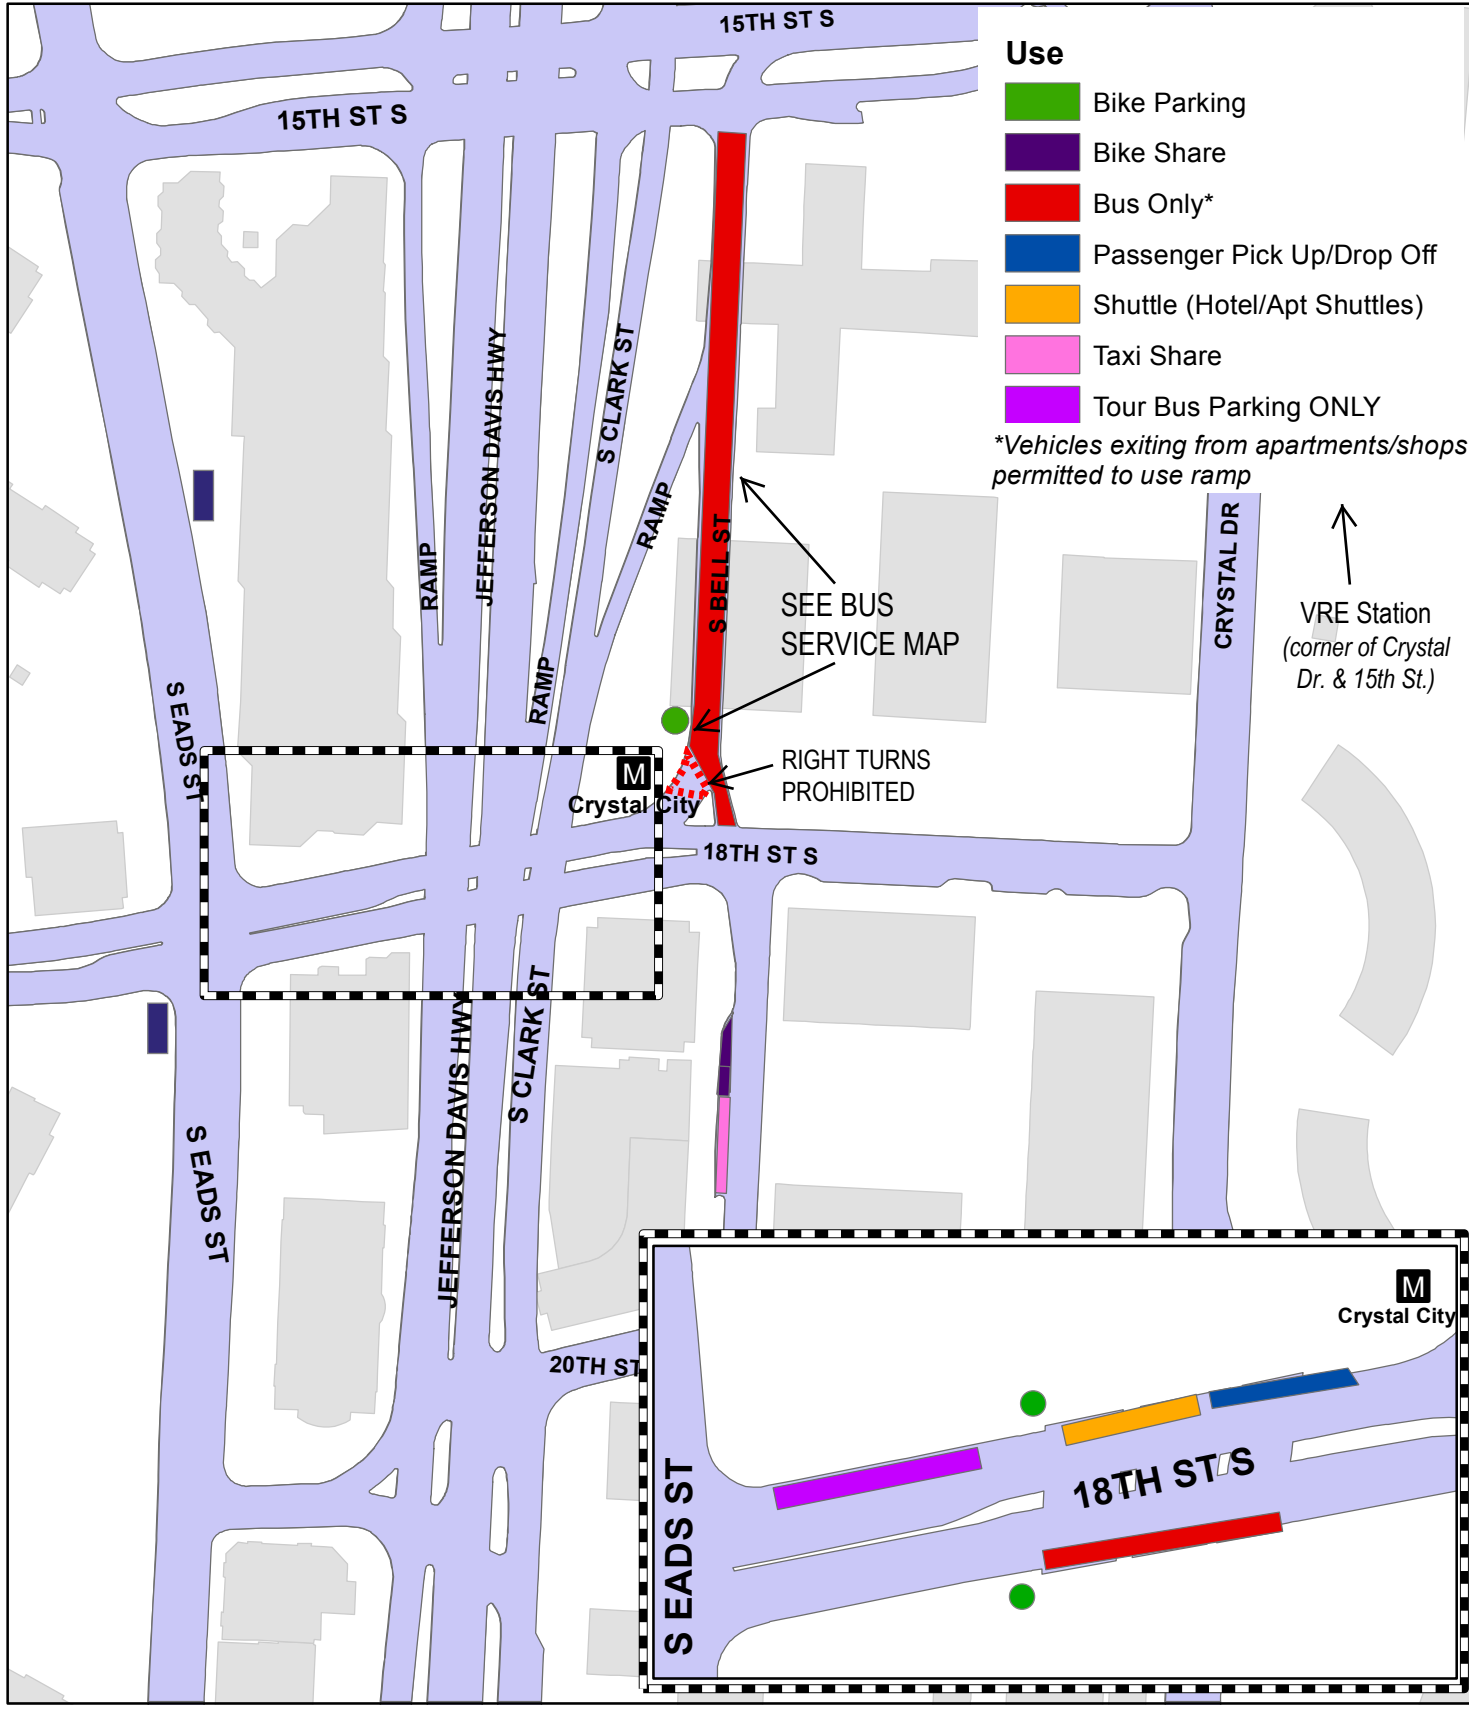 15TH ST S
15TH ST S
Use
Bike Parking
Bike Share
Bus Only*
Passenger Pick Up/Drop Off
Shuttle (Hotel/Apt Shuttles)
Taxi Share
Tour Bus Parking ONLY
*Vehicles exiting from apartments/shops
permitted to use ramp
JEFFERSON DAVIS HWY
S CLARK ST
RAMP
RAMP
RAMP
S BELL ST
CRYSTAL DR
SEE BUS
SERVICE MAP
VRE Station
(corner of Crystal
Dr. & 15th St.)
S EADS ST
M
Crystal City
RIGHT TURNS
PROHIBITED
18TH ST S
JEFFERSON DAVIS HWY
S CLARK ST
S EADS ST
20TH ST
M
Crystal City
18TH ST S
S EADS ST